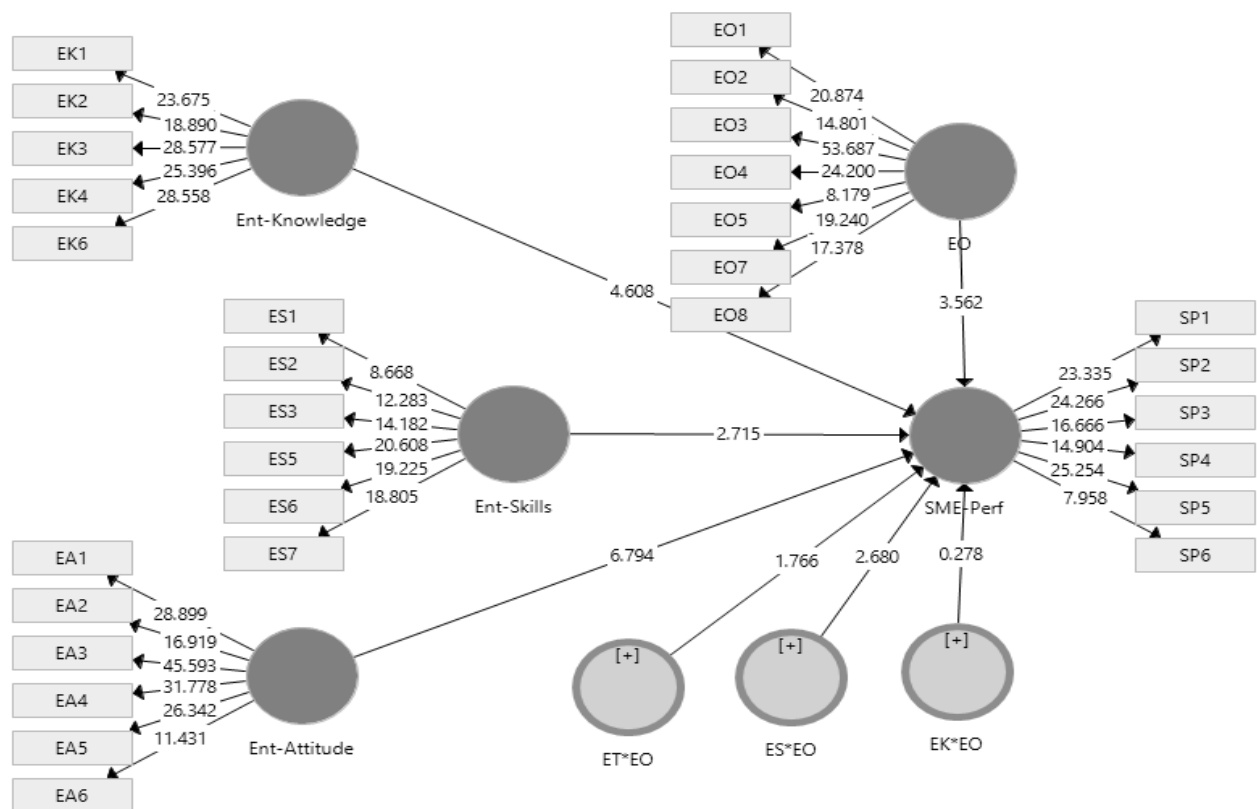 EK1
EK2
EK3
EK4
EK6
23.675
18.890
28.577
25.396
28.558
Ent-Knowledge
EO1
EO2
EO3
EO4
EO5
EO7
EO8
20.874
14.801
53.687
24.200
8.179
19.240
17.378
EO
4.608
3.562
ES1
ES2
ES3
ES5
ES6
ES7
8.668
12.283
14.182
20.608
19.225
18.805
Ent-Skills
2.715
SME-Perf
23.335
24.266
16.666
14.904
25.254
7.958
SP1
SP2
SP3
SP4
SP5
SP6
EA1
EA2
EA3
EA4
EA5
EA6
28.899
16.919
45.593
31.778
26.342
11.431
Ent-Attitude
6.794
1.766
2.680
0.278
[+]
[+]
[+]
ET*EO
ES*EO
EK*EO